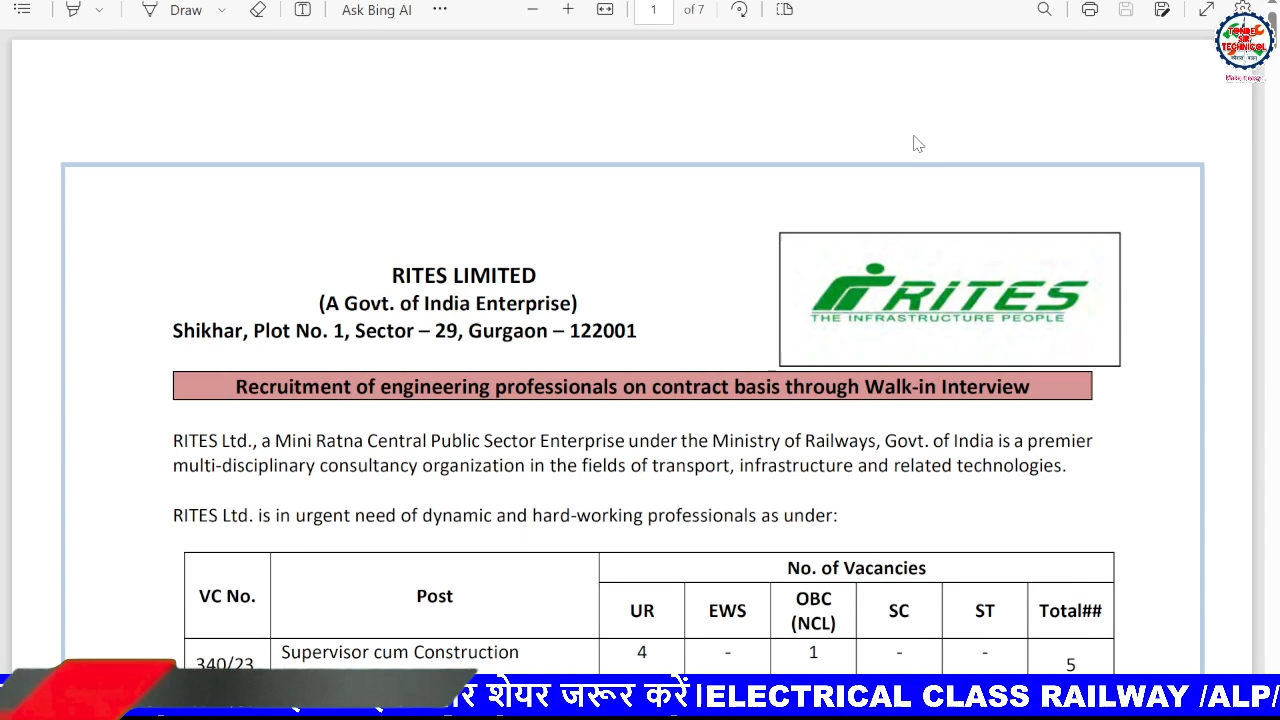 Draw
Ask Bing AI
1 of 7
TONDE SIR TECHNICOL
RITES LIMITED
(A Govt. of India Enterprise)
Shikhar, Plot No. 1, Sector – 29, Gurgaon – 122001
RITES
THE INFRASTRUCTURE PEOPLE
Recruitment of engineering professionals on contract basis through Walk-in Interview
RITES Ltd., a Mini Ratna Central Public Sector Enterprise under the Ministry of Railways, Govt. of India is a premier
multi-disciplinary consultancy organization in the fields of transport, infrastructure and related technologies.
RITES Ltd. is in urgent need of dynamic and hard-working professionals as under:
VC No. Post No. of Vacancies
UR EWS OBC (NCL) SC ST Total##
340/23 Supervisor cum Construction 4 - 1 - - 5
शेयर जरूर करें।ELECTRICAL CLASS RAILWAY /ALP/